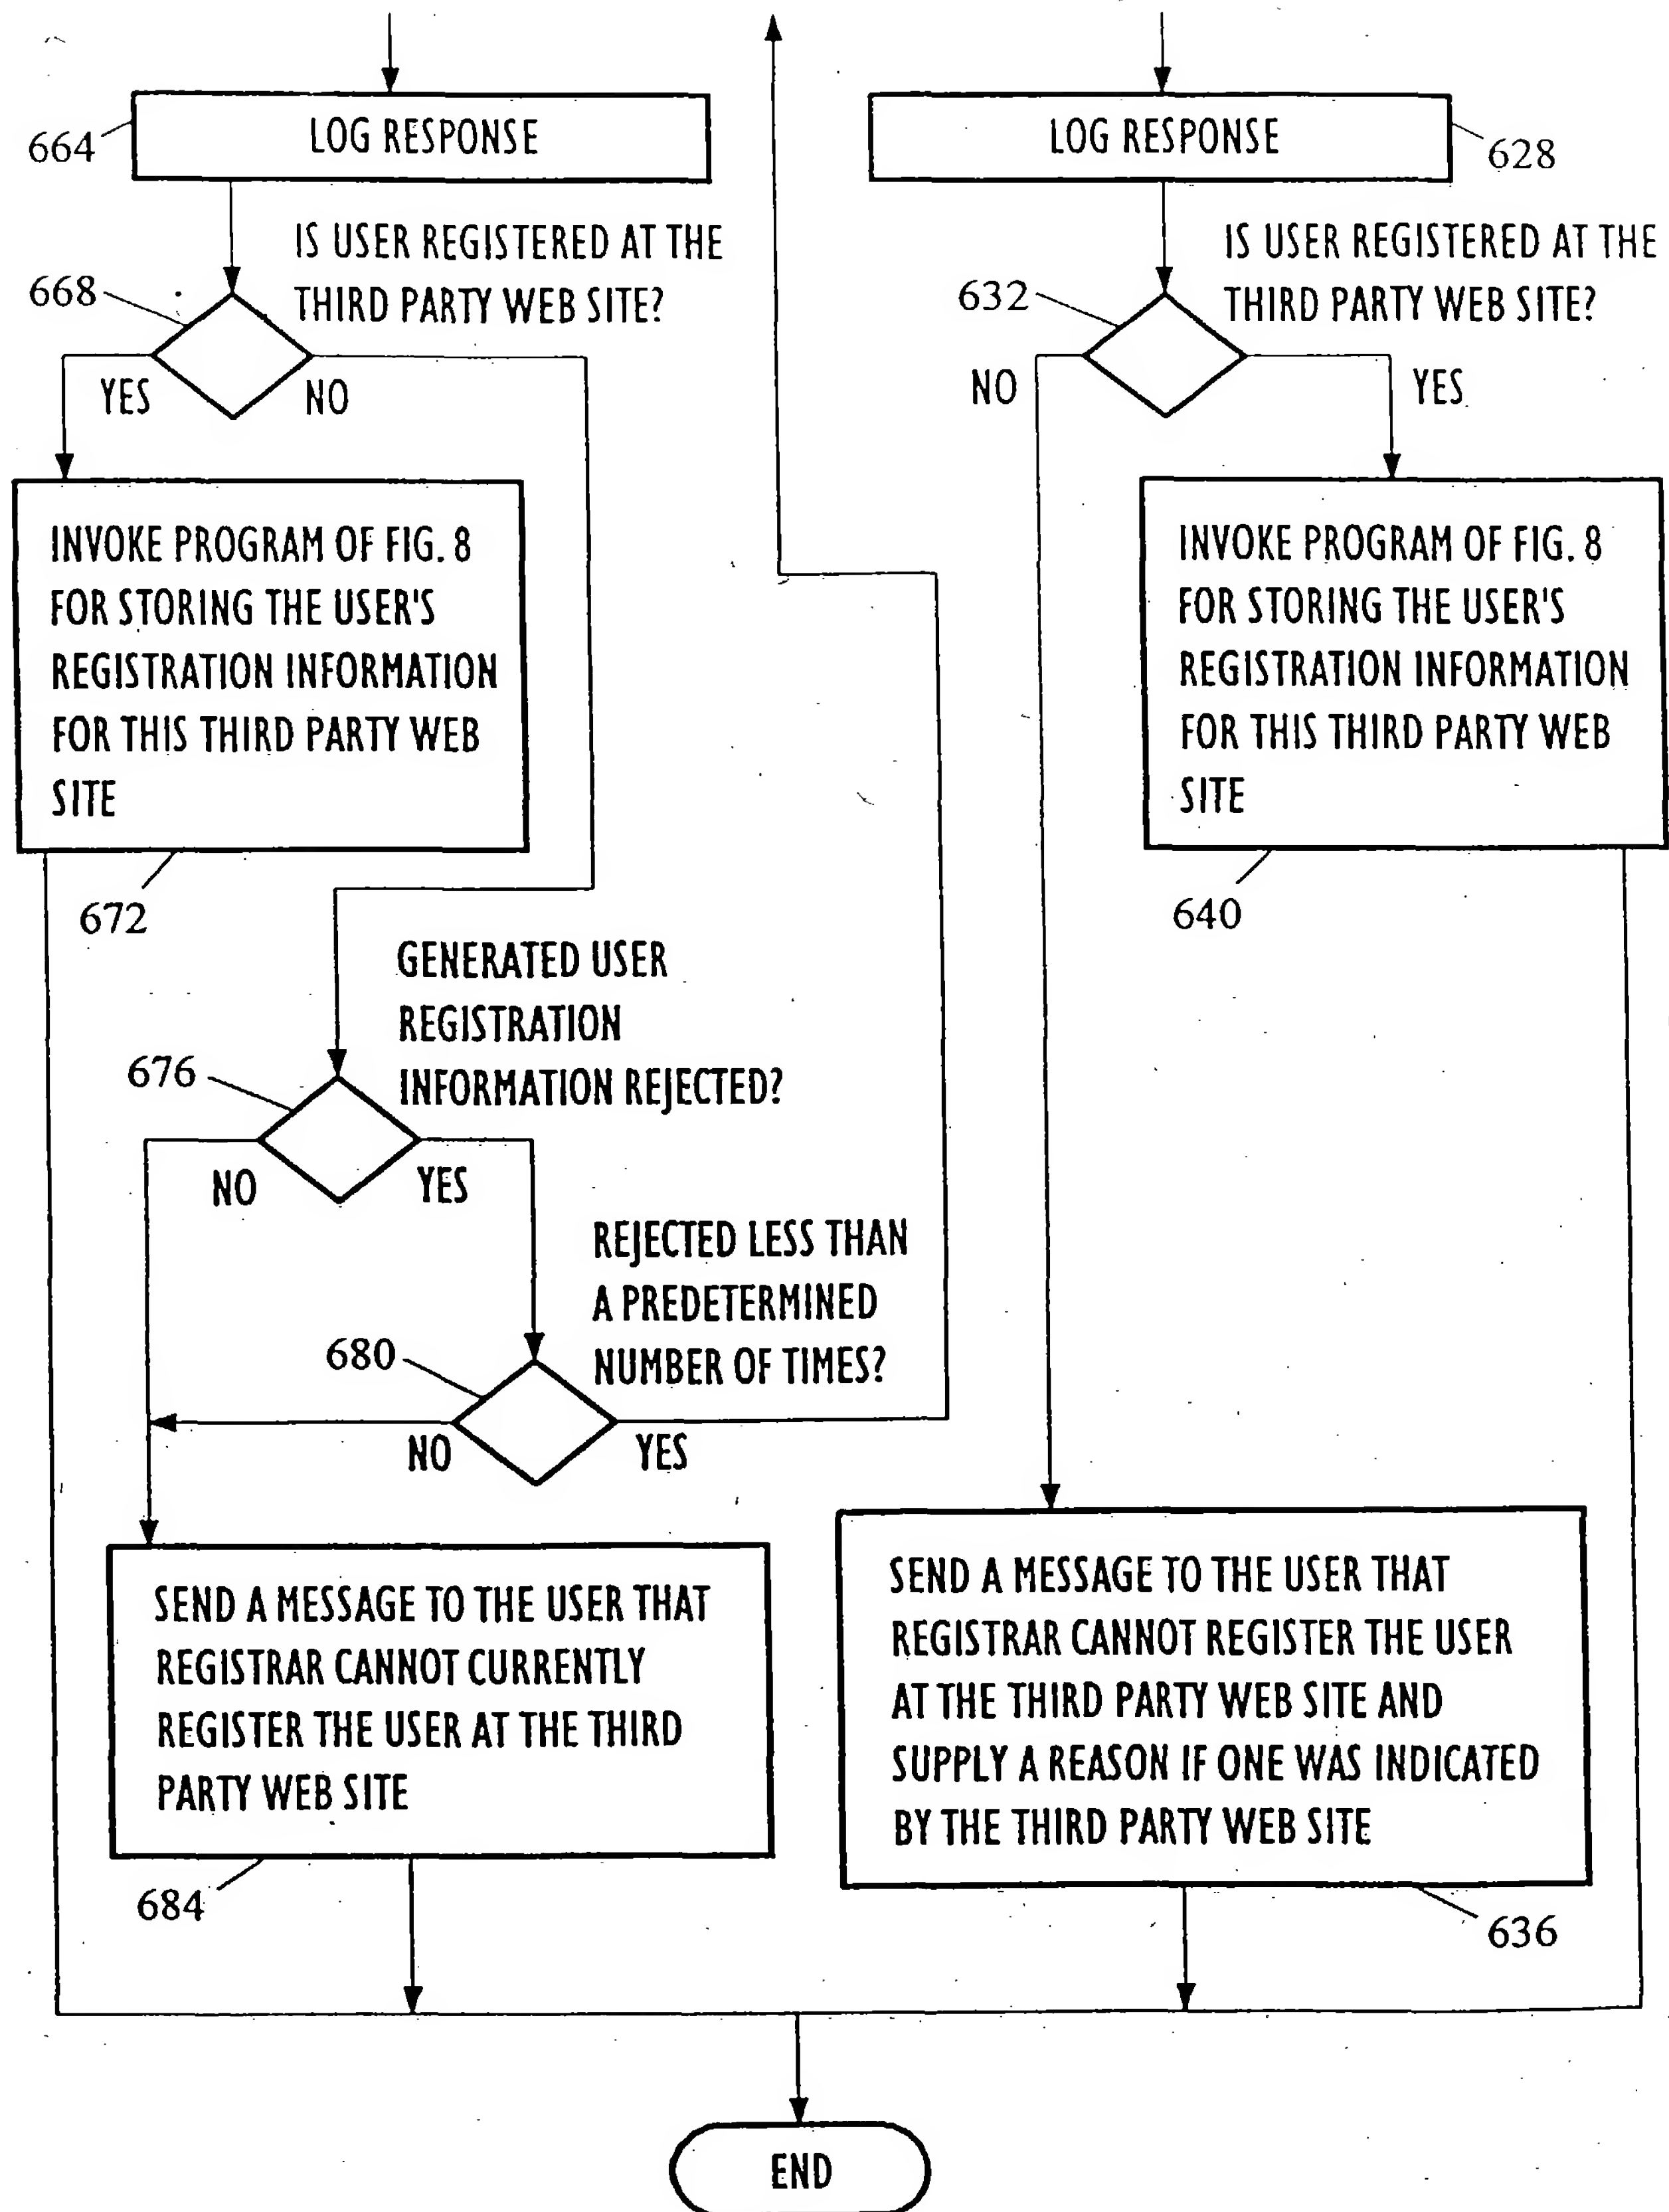 LOG RESPONSE
664
LOG RESPONSE
628
IS USER REGISTERED AT THE
THIRD PARTY WEB SITE?
668
YES
NO
IS USER REGISTERED AT THE
THIRD PARTY WEB SITE?
632
NO
YES
INVOKE PROGRAM OF FIG. 8
FOR STORING THE USER'S
REGISTRATION INFORMATION
FOR THIS THIRD PARTY WEB
SITE
672
INVOKE PROGRAM OF FIG. 8
FOR STORING THE USER'S
REGISTRATION INFORMATION
FOR THIS THIRD PARTY WEB
SITE
640
GENERATED USER
REGISTRATION
INFORMATION REJECTED?
676
NO
YES
REJECTED LESS THAN
A PREDETERMINED
NUMBER OF TIMES?
680
NO
YES
SEND A MESSAGE TO THE USER THAT
REGISTRAR CANNOT CURRENTLY
REGISTER THE USER AT THE THIRD
PARTY WEB SITE
684
SEND A MESSAGE TO THE USER THAT
REGISTRAR CANNOT REGISTER THE USER
AT THE THIRD PARTY WEB SITE AND
SUPPLY A REASON IF ONE WAS INDICATED
BY THE THIRD PARTY WEB SITE
636
END